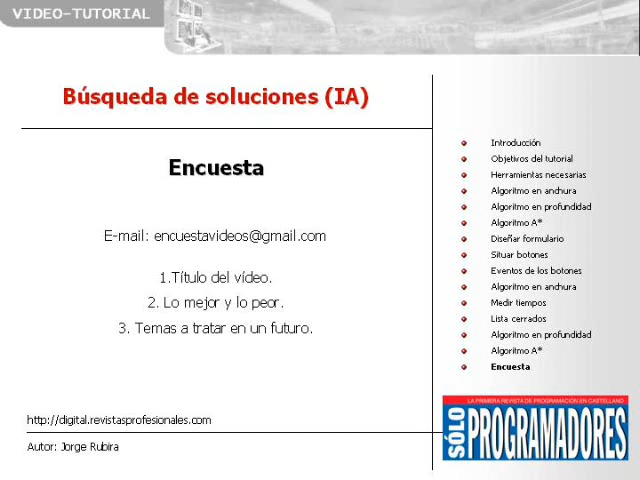 VIDEO-TUTORIAL
Búsqueda de soluciones (IA)
Encuesta
E-mail: encuestavideos@gmail.com
1.Título del vídeo.
2. Lo mejor y lo peor.
3. Temas a tratar en un futuro.
http://digital.revistasprofesionales.com
Autor: Jorge Rubira
Introducción
Objetivos del tutorial
Herramientas necesarias
Algoritmo en anchura
Algoritmo en profundidad
Algoritmo A*
Diseñar formulario
Situar botones
Eventos de los botones
Algoritmo en anchura
Medir tiempos
Lista cerrados
Algoritmo en profundidad
Algoritmo A*
Encuesta
LA PRIMERA REVISTA DE PROGRAMACIÓN EN CASTELLANO
SÓLO
PROGRAMADORES